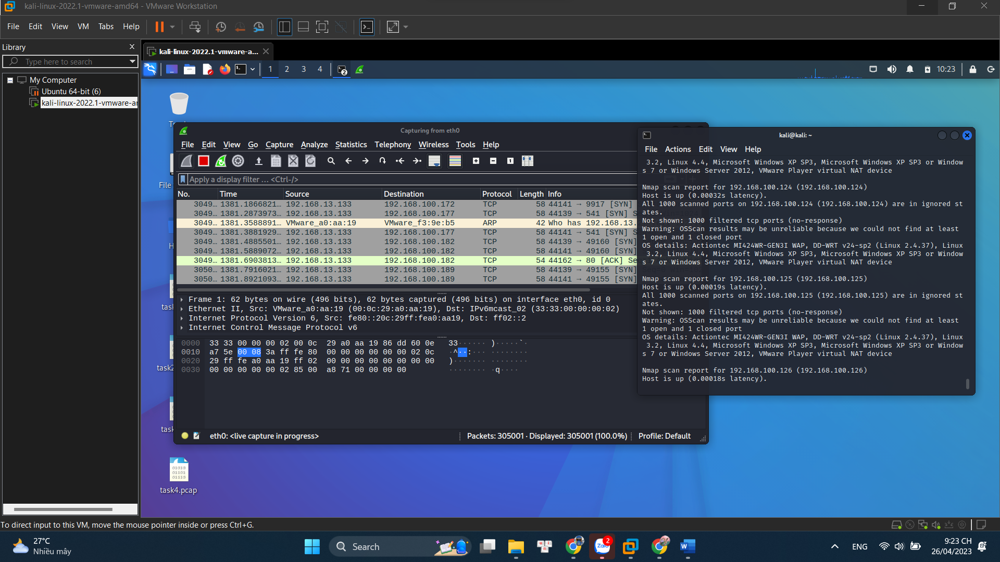 kali-linux-2022.1-vmware-amd64 - VMware Workstation
File Edit View VM Tabs Help
Library
Type here to search
My Computer
Ubuntu 64-bit (6)
kali-linux-2022.1-vmware-a
kali-linux-2022.1-vmware-a...
1 2 3 4
2
10:23
File
task
task2
task
task4.pcap
Capturing from eth0
File Edit View Go Capture Analyze Statistics Telephony Wireless Tools Help
Apply a display filter ... <Ctrl-/>
No. Time Source Destination Protocol Length Info
3049… 1381.1866821… 192.168.13.133 192.168.100.172 TCP 58 44141 → 9917 [SYN]
3049… 1381.2873973… 192.168.13.133 192.168.100.177 TCP 58 44139 → 541 [SYN] S
3049… 1381.3588891… VMware_a0:aa:19 VMware_f3:9e:b5 ARP 42 Who has 192.168.13.
3049… 1381.3881929… 192.168.13.133 192.168.100.177 TCP 58 44141 → 541 [SYN] S
3049… 1381.4885501… 192.168.13.133 192.168.100.182 TCP 58 44139 → 49160 [SYN]
3049… 1381.5889072… 192.168.13.133 192.168.100.182 TCP 58 44141 → 49160 [SYN]
3049… 1381.6903813… 192.168.13.133 192.168.100.182 TCP 54 44162 → 80 [ACK] Se
3050… 1381.7916021… 192.168.13.133 192.168.100.189 TCP 58 44139 → 49155 [SYN]
3050… 1381.8921093… 192.168.13.133 192.168.100.189 TCP 58 44141 → 49155 [SYN]
Frame 1: 62 bytes on wire (496 bits), 62 bytes captured (496 bits) on interface eth0, id 0
Ethernet II, Src: VMware_a0:aa:19 (00:0c:29:a0:aa:19), Dst: IPv6mcast_02 (33:33:00:00:00:02)
Internet Protocol Version 6, Src: fe80::20c:29ff:fea0:aa19, Dst: ff02::2
Internet Control Message Protocol v6
0000 33 33 00 00 00 02 00 0c 29 a0 aa 19 86 dd 60 0e 33······ )·····`·
0010 a7 5e 00 08 3a ff fe 80 00 00 00 00 00 00 02 0c ·^··:··· ········
0020 29 ff fe a0 aa 19 ff 02 00 00 00 00 00 00 00 00 )······· ········
0030 00 00 00 00 00 02 85 00 a8 71 00 00 00 00 ········ ·q····
eth0: <live capture in progress>
Packets: 305001 · Displayed: 305001 (100.0%)
Profile: Default
kali@kali: ~
File Actions Edit View Help
3.2, Linux 4.4, Microsoft Windows XP SP3, Microsoft Windows XP SP3 or Window
s 7 or Windows Server 2012, VMware Player virtual NAT device
Nmap scan report for 192.168.100.124 (192.168.100.124)
Host is up (0.00032s latency).
All 1000 scanned ports on 192.168.100.124 (192.168.100.124) are in ignored st
ates.
Not shown: 1000 filtered tcp ports (no-response)
Warning: OSScan results may be unreliable because we could not find at least
1 open and 1 closed port
OS details: Actiontec MI424WR-GEN3I WAP, DD-WRT v24-sp2 (Linux 2.4.37), Linux
3.2, Linux 4.4, Microsoft Windows XP SP3, Microsoft Windows XP SP3 or Window
s 7 or Windows Server 2012, VMware Player virtual NAT device
Nmap scan report for 192.168.100.125 (192.168.100.125)
Host is up (0.00019s latency).
All 1000 scanned ports on 192.168.100.125 (192.168.100.125) are in ignored st
ates.
Not shown: 1000 filtered tcp ports (no-response)
Warning: OSScan results may be unreliable because we could not find at least
1 open and 1 closed port
OS details: Actiontec MI424WR-GEN3I WAP, DD-WRT v24-sp2 (Linux 2.4.37), Linux
3.2, Linux 4.4, Microsoft Windows XP SP3, Microsoft Windows XP SP3 or Window
s 7 or Windows Server 2012, VMware Player virtual NAT device
Nmap scan report for 192.168.100.126 (192.168.100.126)
Host is up (0.00018s latency).
To direct input to this VM, move the mouse pointer inside or press Ctrl+G.
27°C
Nhiều mây
Search
Zalo
2
ENG
9:23 CH
26/04/2023